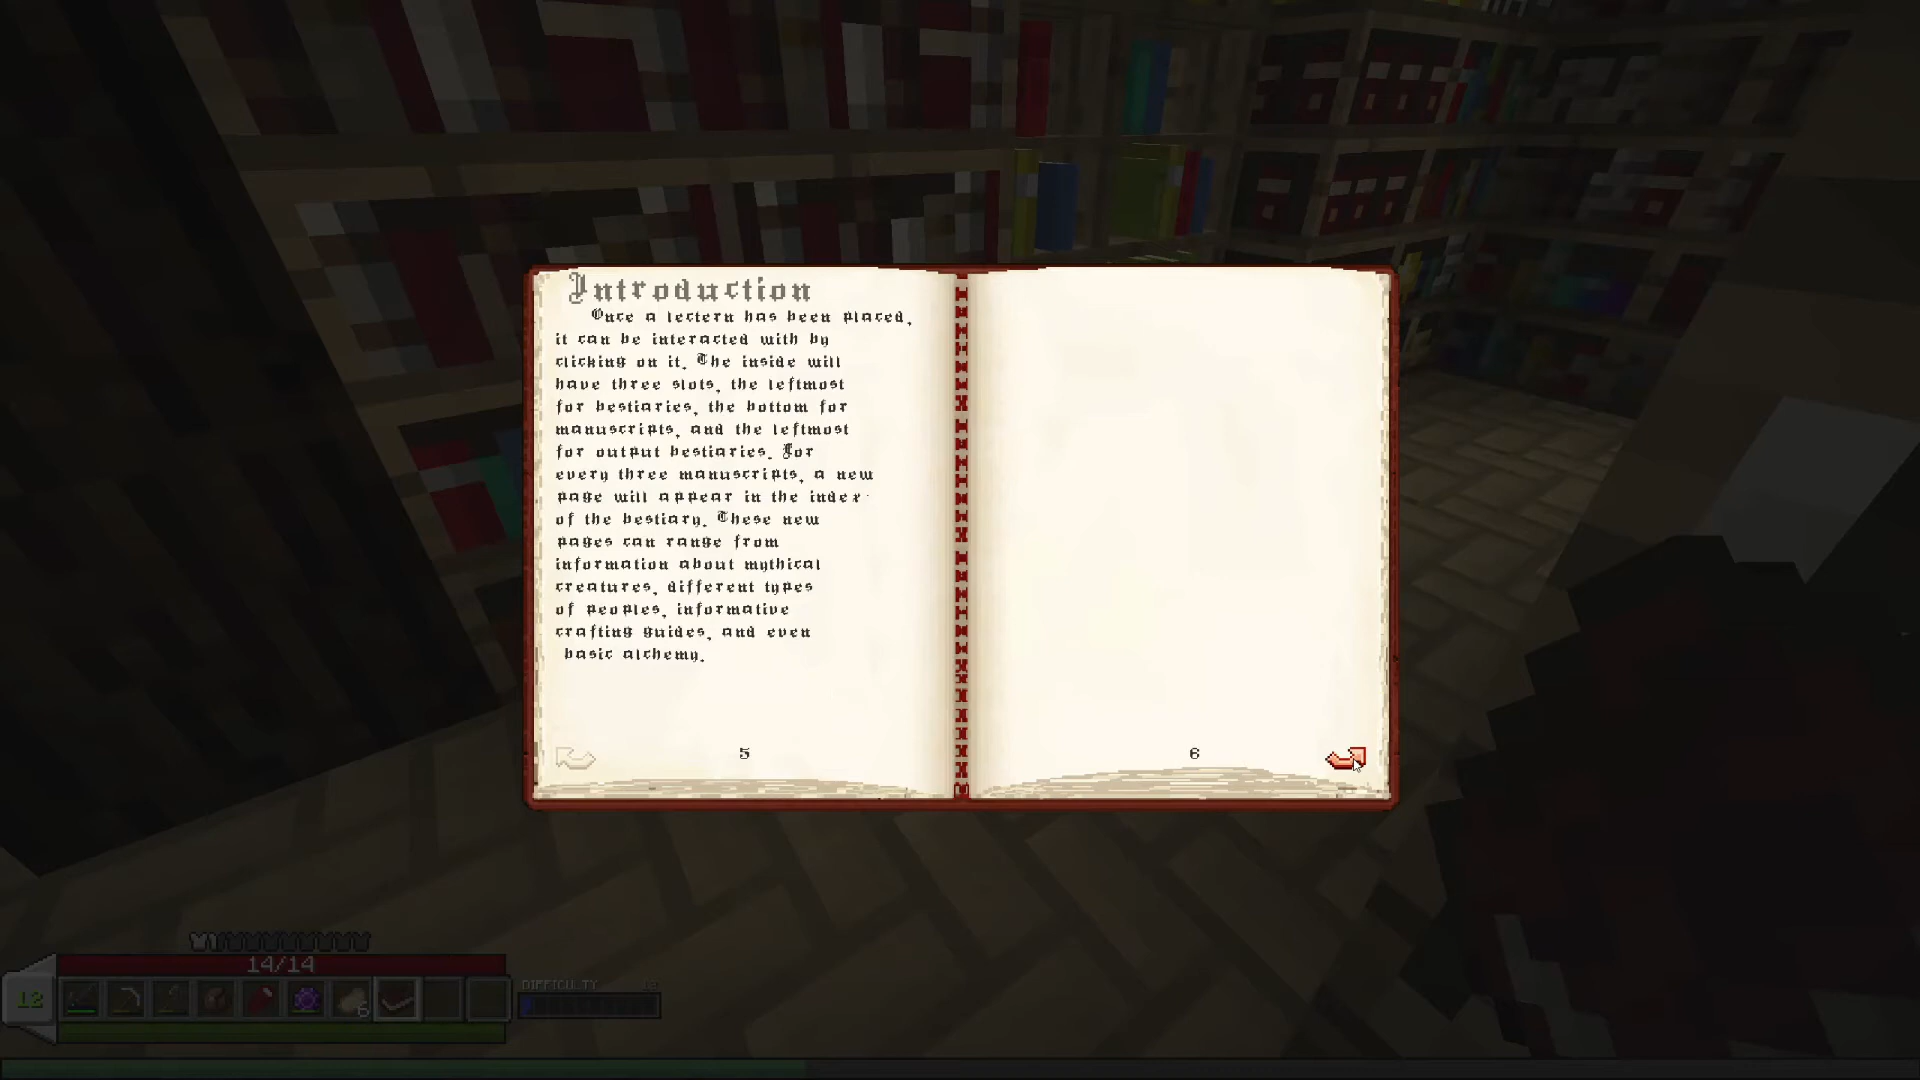 Introduction
Once a lectern has been placed,
it can be interacted with by
clicking on it. The inside will
have three slots, the leftmost
for bestiaries, the bottom for
manuscripts, and the leftmost
for output bestiaries. For
every three manuscripts, a new
page will appear in the index
of the bestiary. These new
pages can range from
information about mythical
creatures, different types
of peoples, informative
crafting guides, and even
basic alchemy.
5
6
14/14
12
6
DIFFICULTY